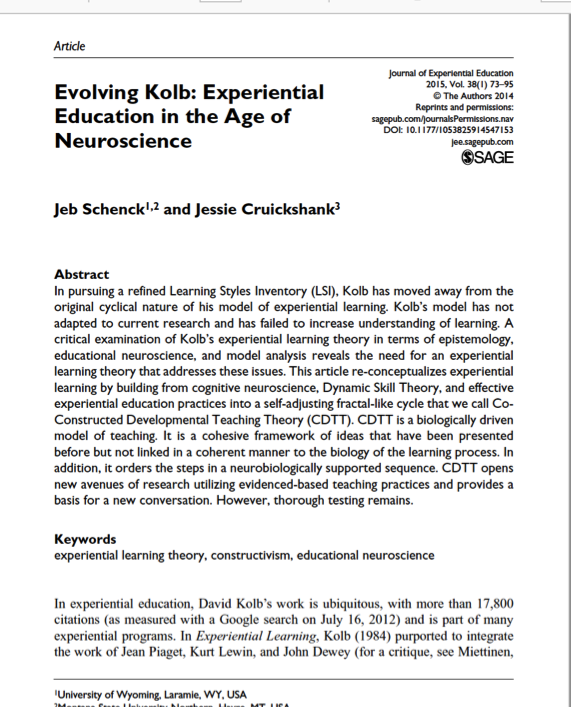 Article
Evolving Kolb: Experiential
Education in the Age of
Neuroscience
Journal of Experiential Education
2015, Vol. 38(1) 73–95
© The Authors 2014
Reprints and permissions:
sagepub.com/journalsPermissions.nav
DOI: 10.1177/1053825914547153
jee.sagepub.com
SAGE
Jeb Schenck1,2 and Jessie Cruickshank3
Abstract
In pursuing a refined Learning Styles Inventory (LSI), Kolb has moved away from the
original cyclical nature of his model of experiential learning. Kolb's model has not
adapted to current research and has failed to increase understanding of learning. A
critical examination of Kolb's experiential learning theory in terms of epistemology,
educational neuroscience, and model analysis reveals the need for an experiential
learning theory that addresses these issues. This article re-conceptualizes experiential
learning by building from cognitive neuroscience, Dynamic Skill Theory, and effective
experiential education practices into a self-adjusting fractal-like cycle that we call Co-
Constructed Developmental Teaching Theory (CDTT). CDTT is a biologically driven
model of teaching. It is a cohesive framework of ideas that have been presented
before but not linked in a coherent manner to the biology of the learning process. In
addition, it orders the steps in a neurobiologically supported sequence. CDTT opens
new avenues of research utilizing evidenced-based teaching practices and provides a
basis for a new conversation. However, thorough testing remains.
Keywords
experiential learning theory, constructivism, educational neuroscience
In experiential education, David Kolb's work is ubiquitous, with more than 17,800
citations (as measured with a Google search on July 16, 2012) and is part of many
experiential programs. In Experiential Learning, Kolb (1984) purported to integrate
the work of Jean Piaget, Kurt Lewin, and John Dewey (for a critique, see Miettinen,
1University of Wyoming, Laramie, WY, USA
2Montana State University-Northern, Havre, MT, USA